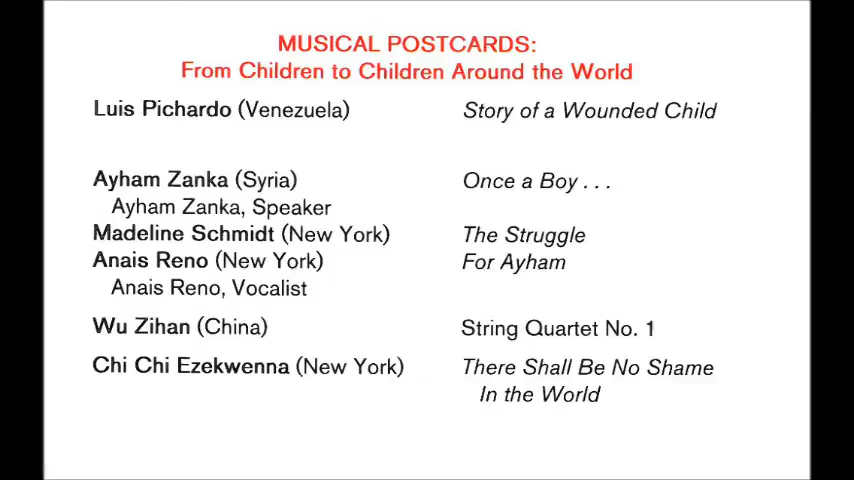 MUSICAL POSTCARDS:
From Children to Children Around the World
Luis Pichardo (Venezuela) Story of a Wounded Child
Ayham Zanka (Syria) Once a Boy . . .
Ayham Zanka, Speaker
Madeline Schmidt (New York) The Struggle
Anais Reno (New York) For Ayham
Anais Reno, Vocalist
Wu Zihan (China) String Quartet No. 1
Chi Chi Ezekwenna (New York) There Shall Be No Shame
In the World